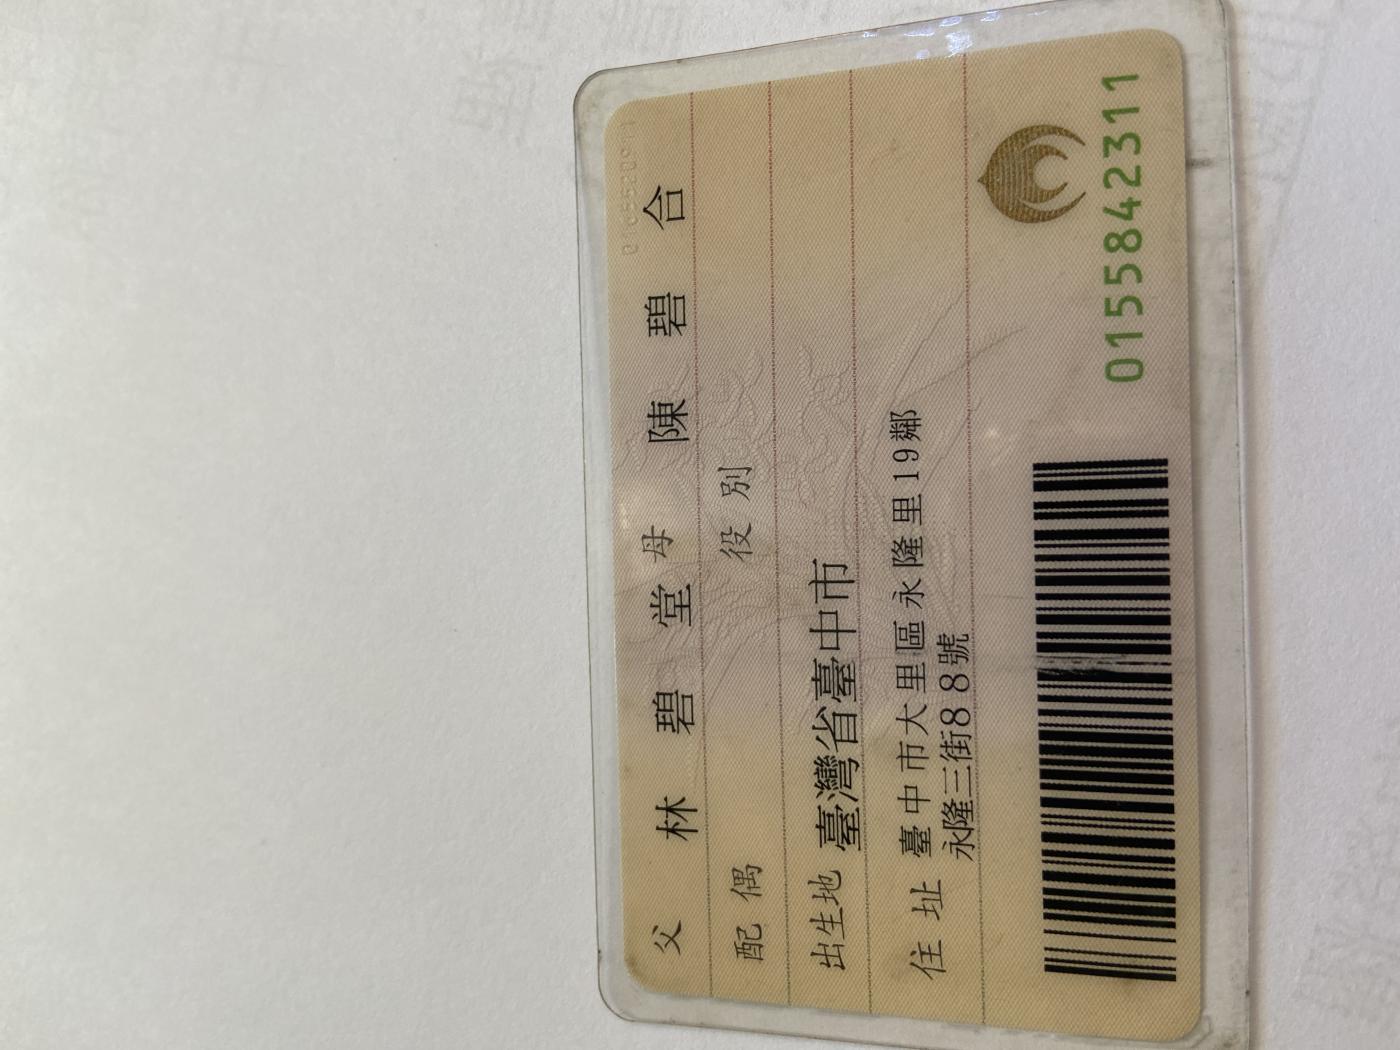 父 林碧堂 母 陳碧合
配偶 役別
出生地 臺灣省臺中市
住址 臺中市大里區永隆里19鄰
永隆三街88號
0155842311